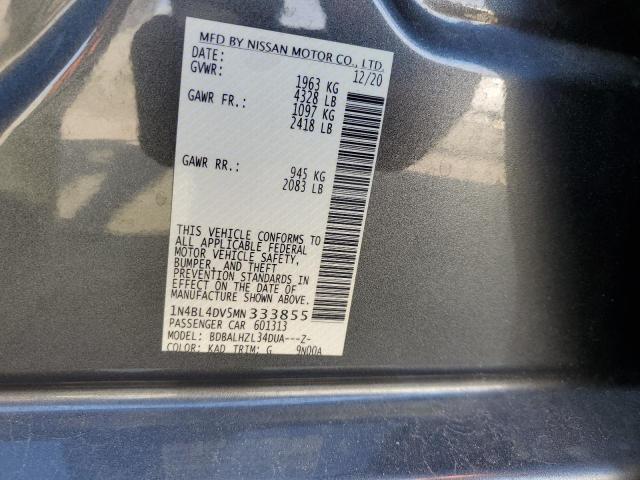 MFD BY NISSAN MOTOR CO., LTD.
DATE: 12/20
GVWR: 1963 KG
4328 LB
GAWR FR.: 1097 KG
2418 LB
GAWR RR.: 945 KG
2083 LB
THIS VEHICLE CONFORMS TO
ALL APPLICABLE FEDERAL
MOTOR VEHICLE SAFETY,
BUMPER, AND THEFT
PREVENTION STANDARDS IN
EFFECT ON THE DATE OF
MANUFACTURE SHOWN ABOVE.
1N4BL4DV5MN333855
PASSENGER CAR 601313
MODEL: BDBALHZL34DUA---Z-
COLOR: KAD TRIM: G 9N00A